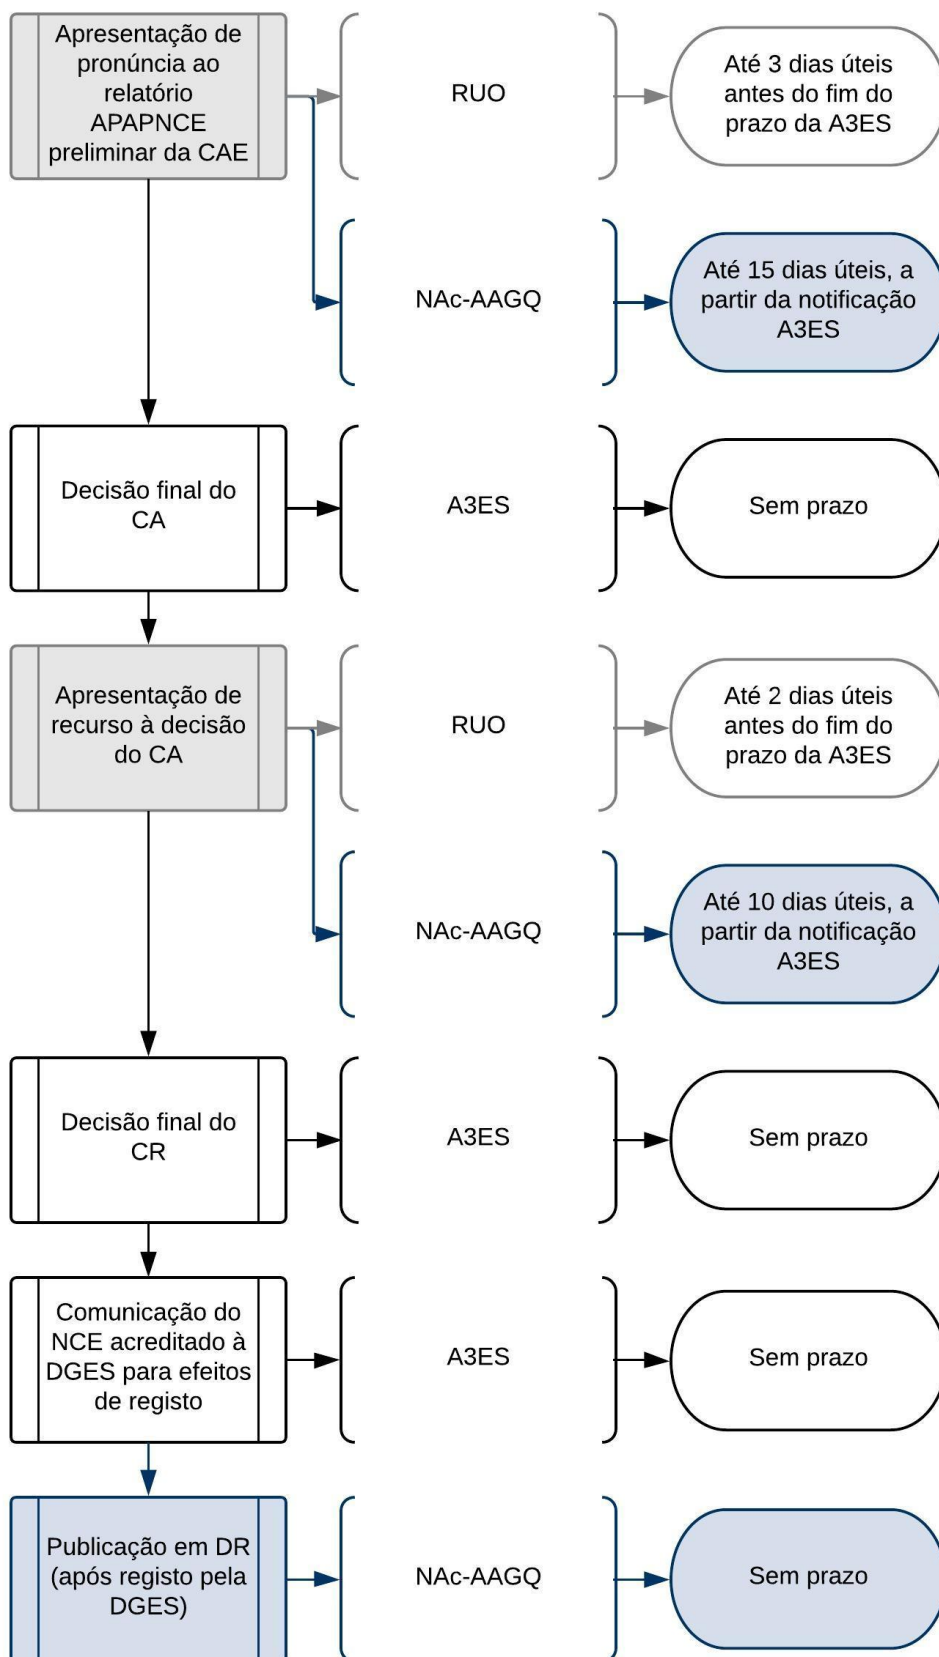 Apresentação de
pronúncia ao
relatório
APAPNCE
preliminar da CAE
RUO
Até 3 dias úteis
antes do fim do
prazo da A3ES
NAc-AAGQ
Até 15 dias úteis, a
partir da notificação
A3ES
Decisão final do
CA
A3ES
Sem prazo
Apresentação de
recurso à decisão
do CA
RUO
Até 2 dias úteis
antes do fim do
prazo da A3ES
NAc-AAGQ
Até 10 dias úteis, a
partir da notificação
A3ES
Decisão final do
CR
A3ES
Sem prazo
Comunicação do
NCE acreditado à
DGES para efeitos
de registo
A3ES
Sem prazo
Publicação em DR
(após registo pela
DGES)
NAc-AAGQ
Sem prazo